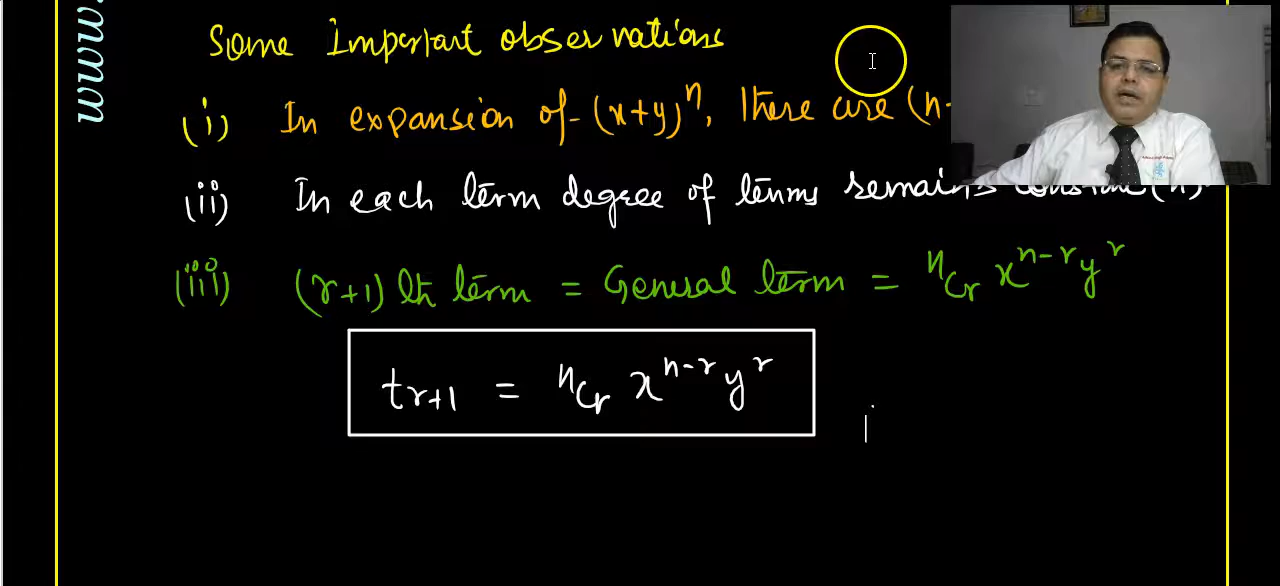 www.
Some Important observations
(i) In expansion of (x+y)ⁿ, there are (n-
(ii) In each term degree of terms remains constant (n)
(iii) (r+1)th term = General term = ⁿCᵣ xⁿ⁻ʳ yʳ
tᵣ₊₁ = ⁿCᵣ xⁿ⁻ʳ yʳ